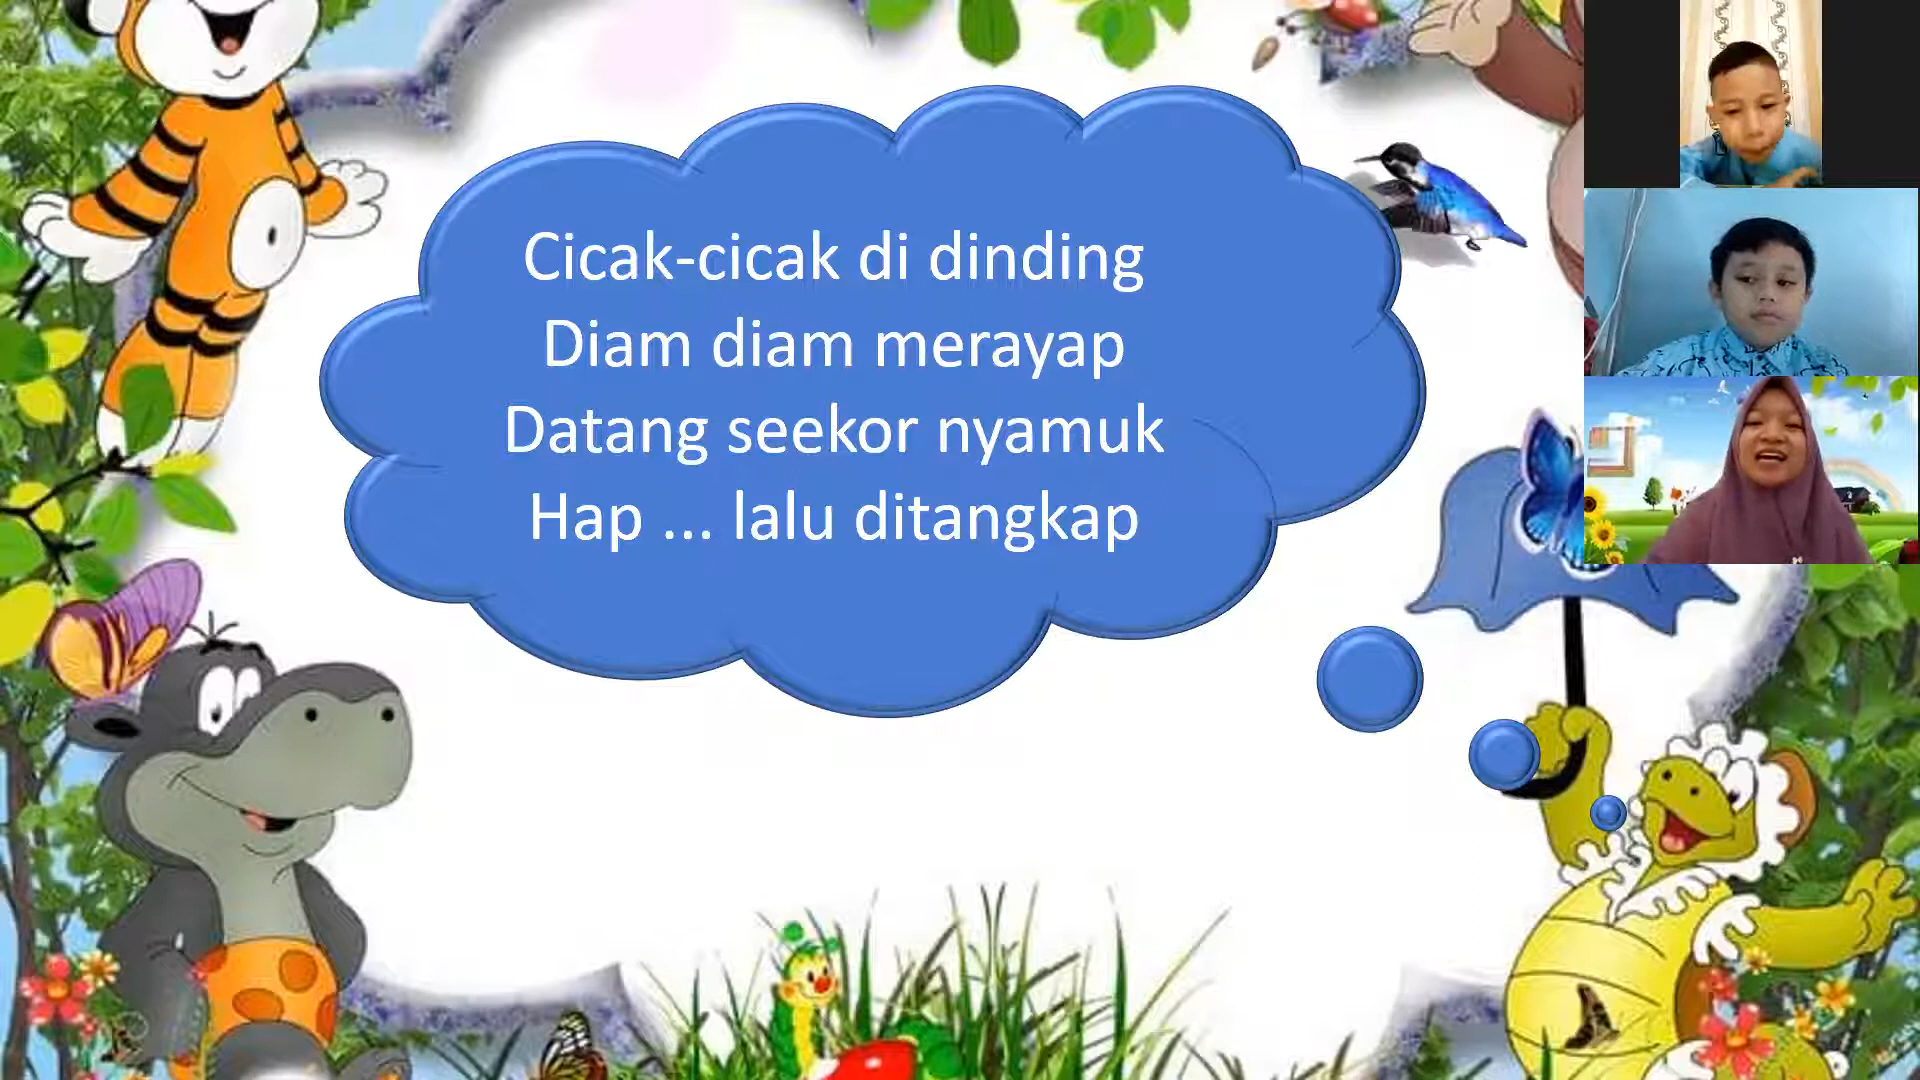 Cicak-cicak di dinding
Diam diam merayap
Datang seekor nyamuk
Hap ... lalu ditangkap